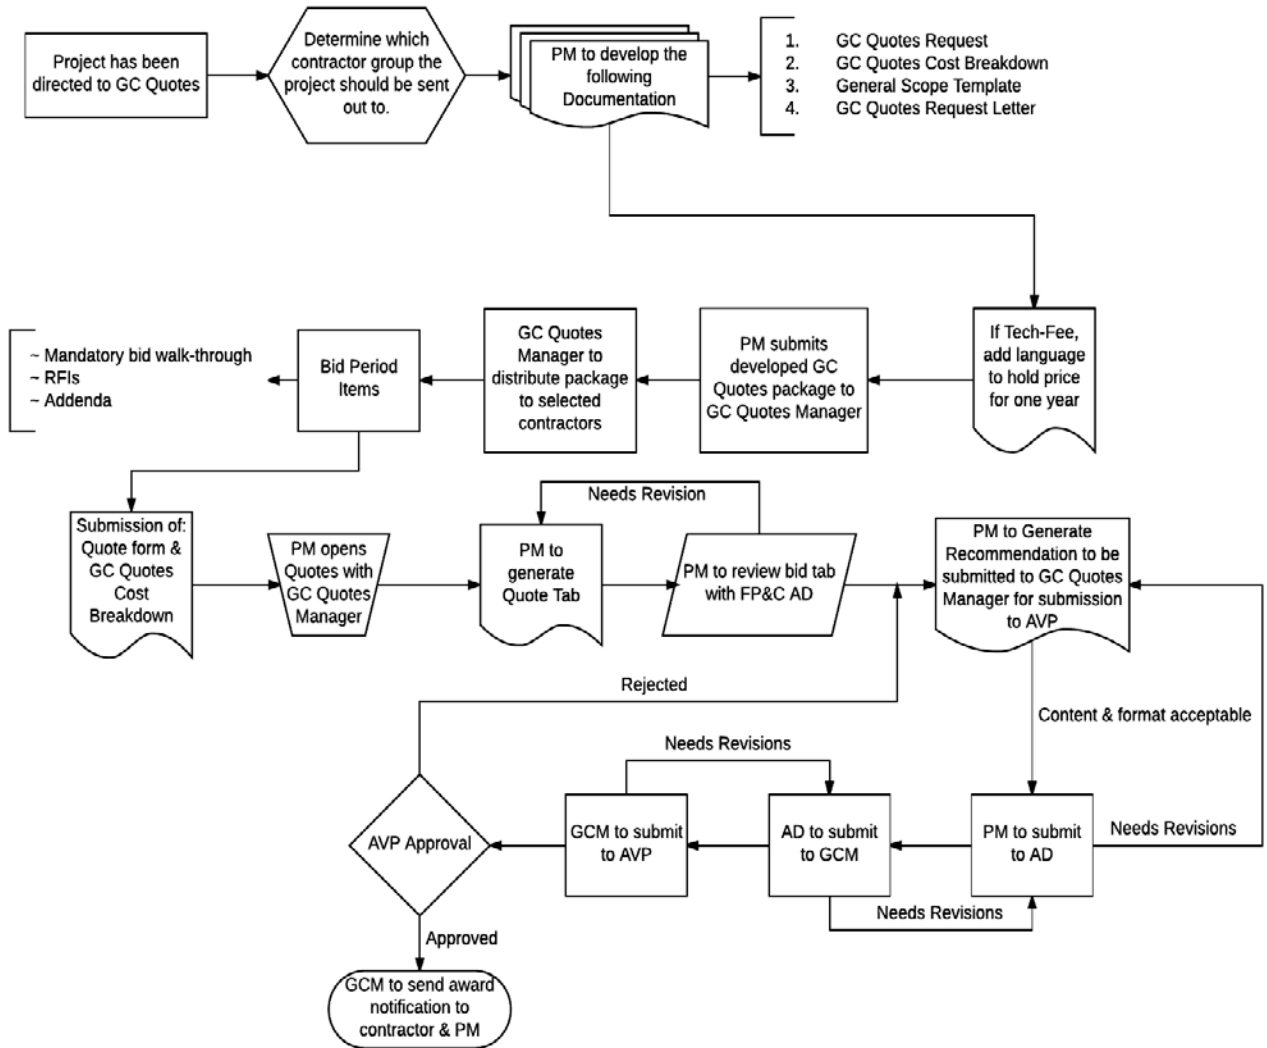 Project has been
directed to GC Quotes
Determine which
contractor group the
project should be sent
out to.
PM to develop the
following
Documentation
1. GC Quotes Request
2. GC Quotes Cost Breakdown
3. General Scope Template
4. GC Quotes Request Letter
If Tech-Fee,
add language
to hold price
for one year
PM submits
developed GC
Quotes package to
GC Quotes Manager
GC Quotes
Manager to
distribute package
to selected
contractors
Bid Period
Items
~ Mandatory bid walk-through
~ RFIs
~ Addenda
Submission of:
Quote form &
GC Quotes
Cost
Breakdown
PM opens
Quotes with
GC Quotes
Manager
PM to
generate
Quote Tab
Needs Revision
PM to review bid tab
with FP&C AD
PM to Generate
Recommendation to be
submitted to GC Quotes
Manager for submission
to AVP
Rejected
Content & format acceptable
Needs Revisions
PM to submit
to AD
Needs Revisions
AD to submit
to GCM
Needs Revisions
GCM to submit
to AVP
AVP Approval
Approved
GCM to send award
notification to
contractor & PM